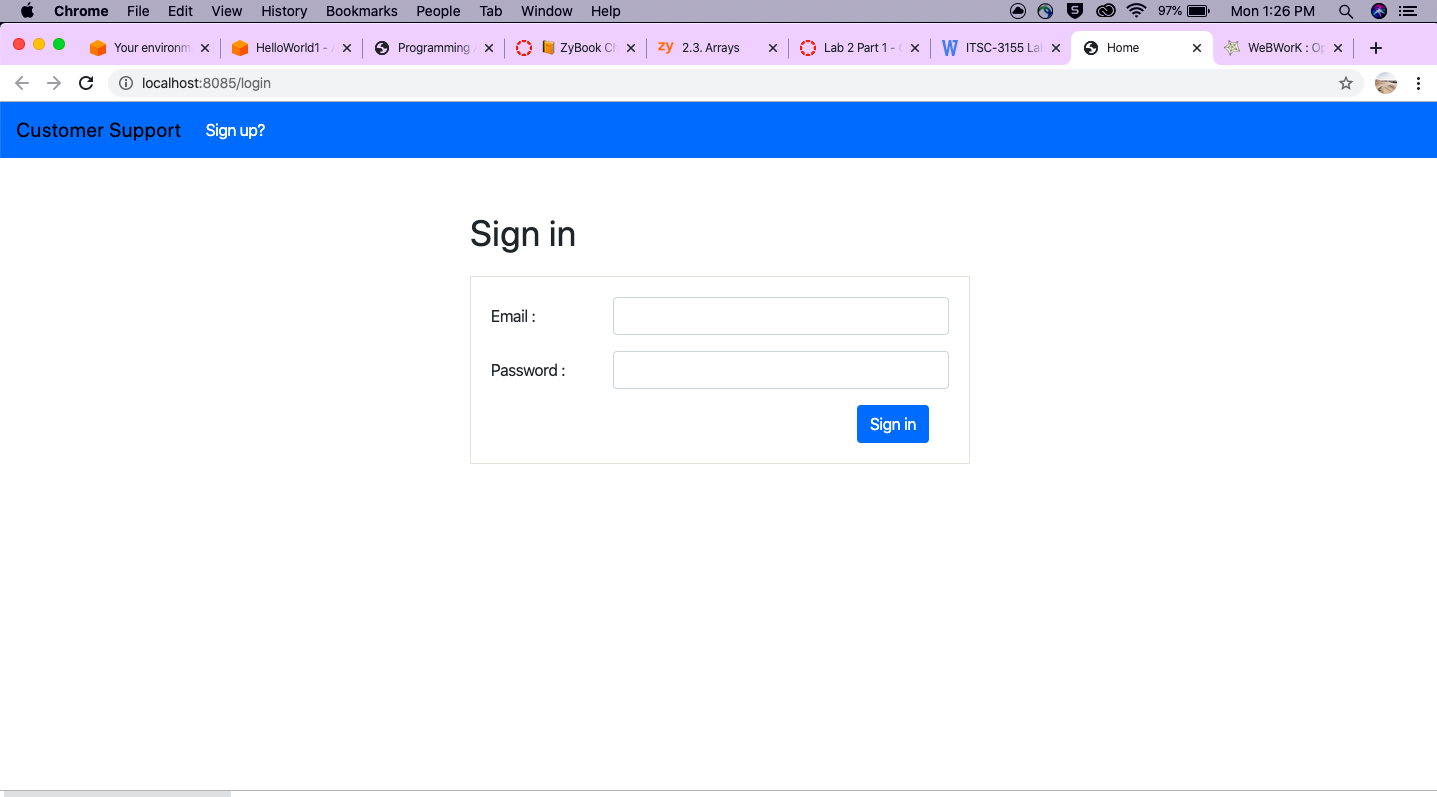 Chrome File Edit View History Bookmarks People Tab Window Help 97% Mon 1:26 PM
Your environm HelloWorld1 - Programming ZyBook Ch zy 2.3. Arrays Lab 2 Part 1 - ITSC-3155 La Home WeBWorK : Op
localhost:8085/login
Customer Support Sign up?
Sign in
Email :
Password :
Sign in